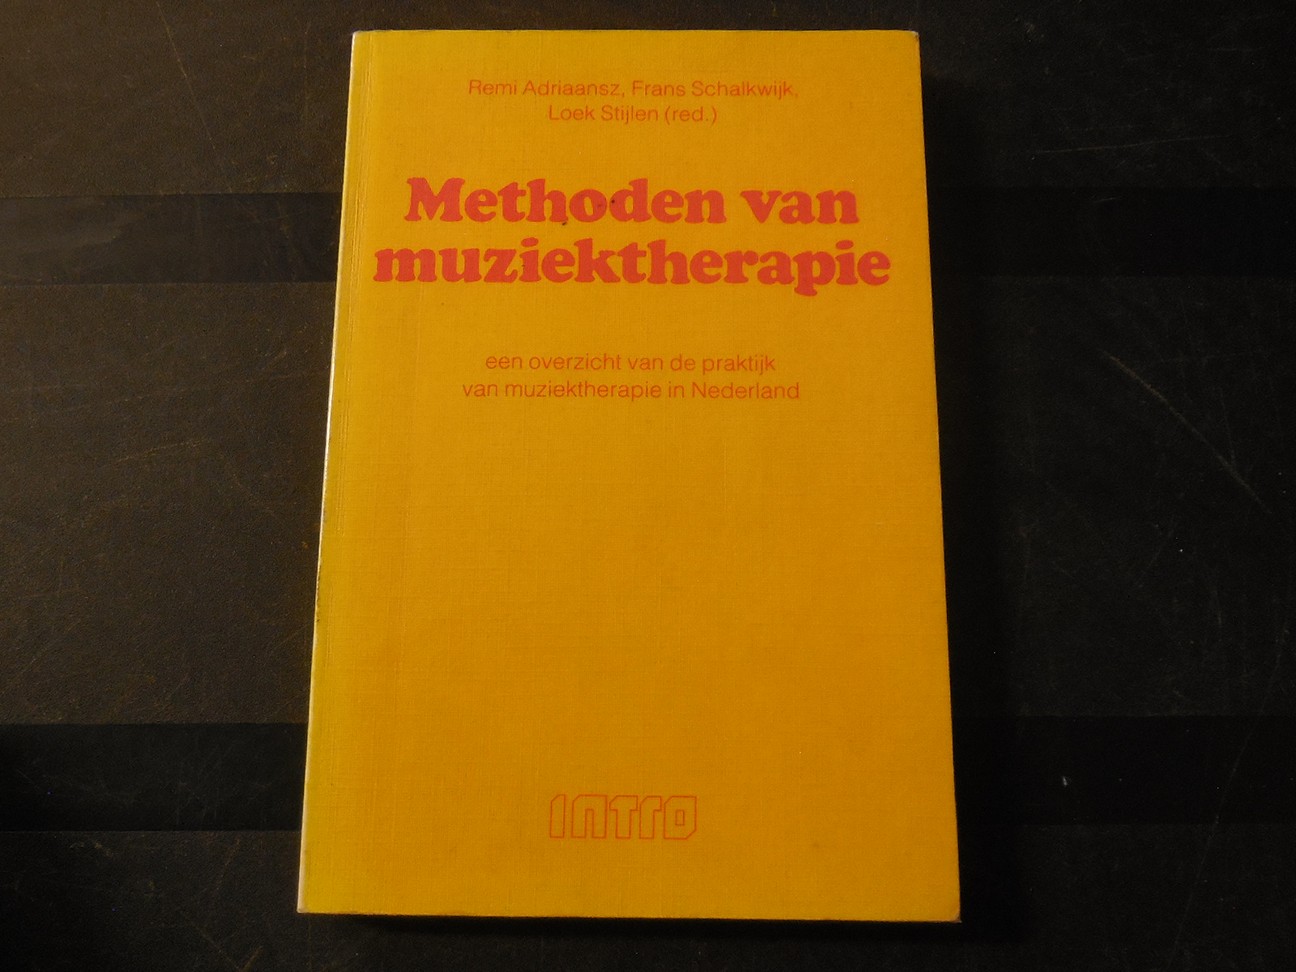 Remi Adriaansz, Frans Schalkwijk,
Loek Stijlen (red.)
Methoden van
muziektherapie
een overzicht van de praktijk
van muziektherapie in Nederland
INTRO